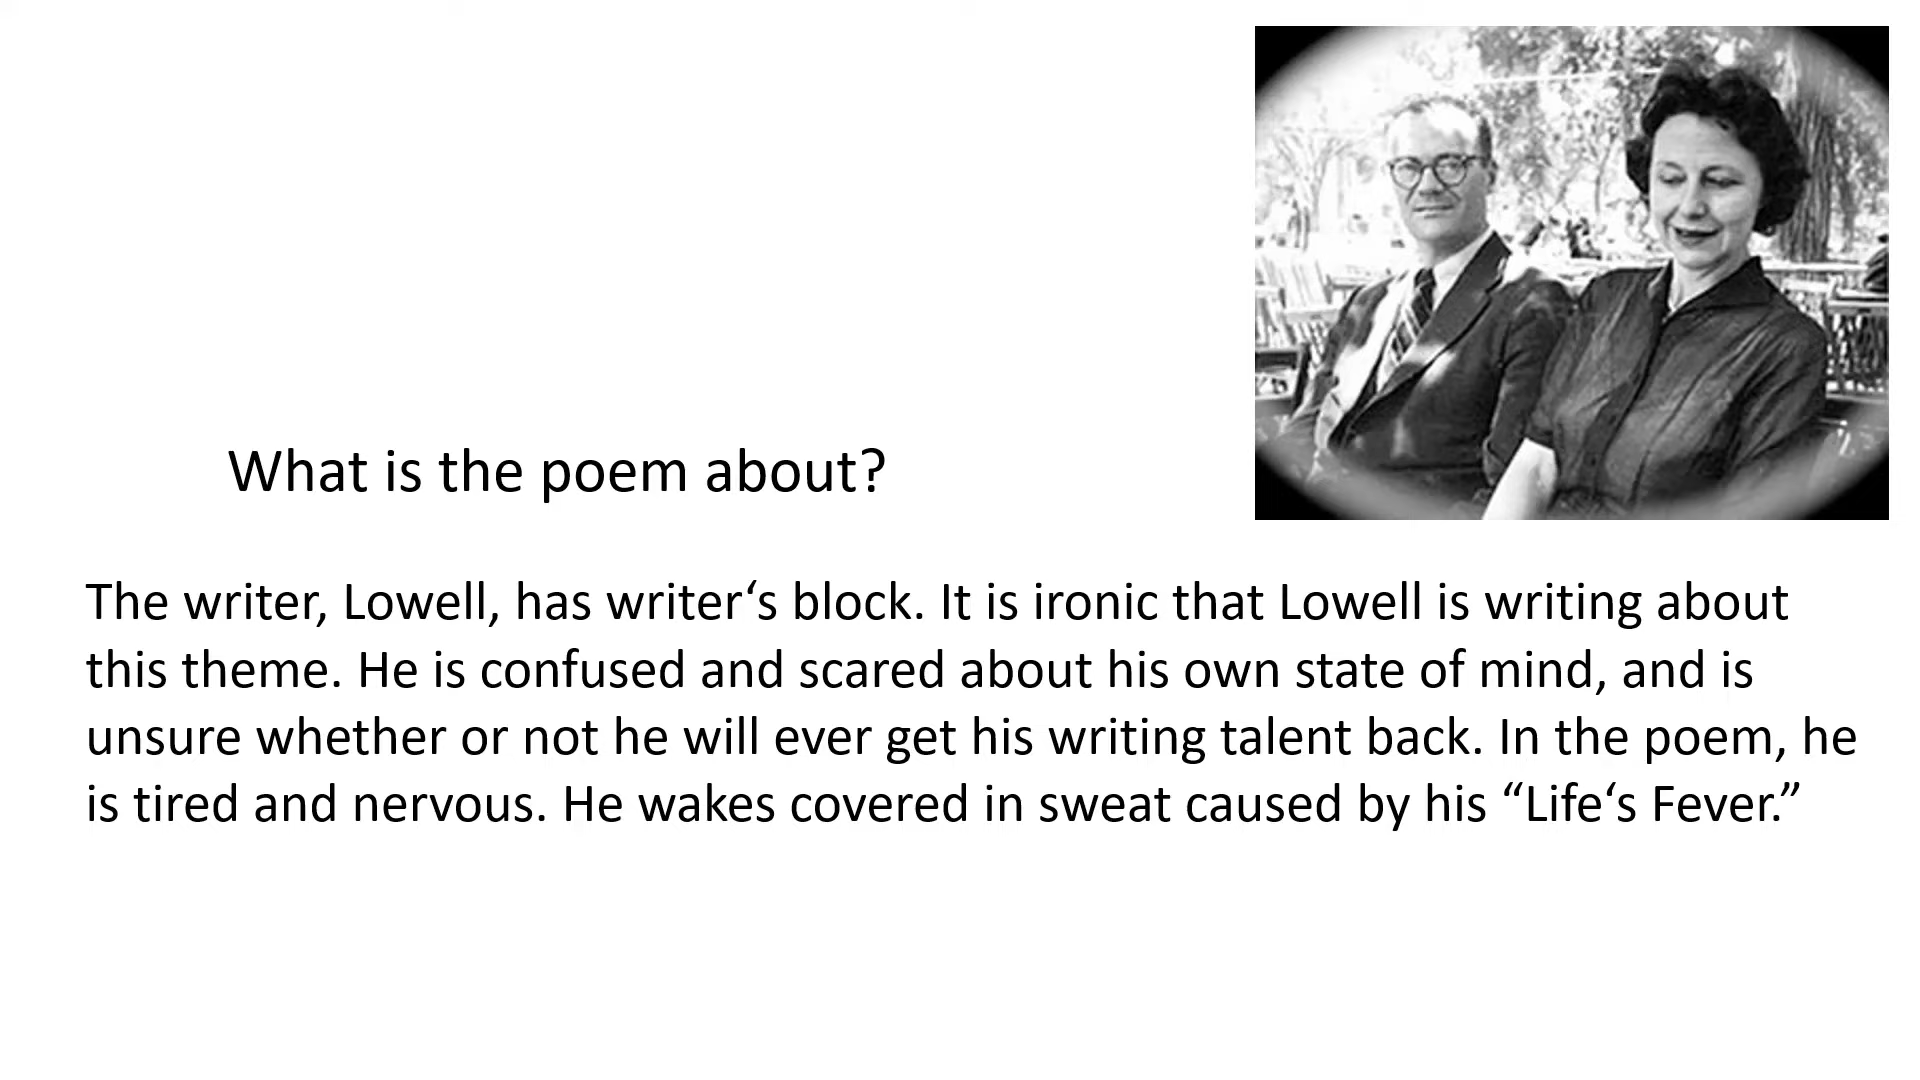 What is the poem about?
The writer, Lowell, has writer‘s block. It is ironic that Lowell is writing about
this theme. He is confused and scared about his own state of mind, and is
unsure whether or not he will ever get his writing talent back. In the poem, he
is tired and nervous. He wakes covered in sweat caused by his “Life‘s Fever.”